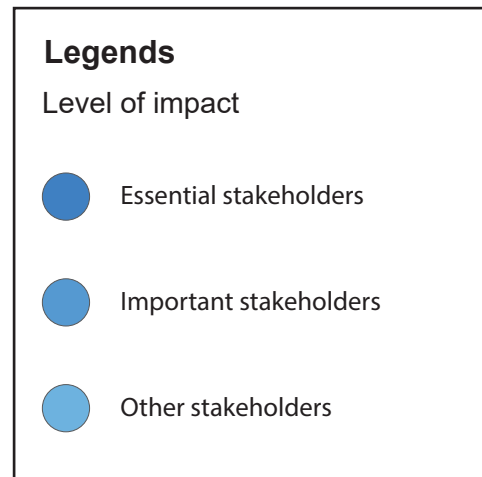 Legends
Level of impact
Essential stakeholders
Important stakeholders
Other stakeholders